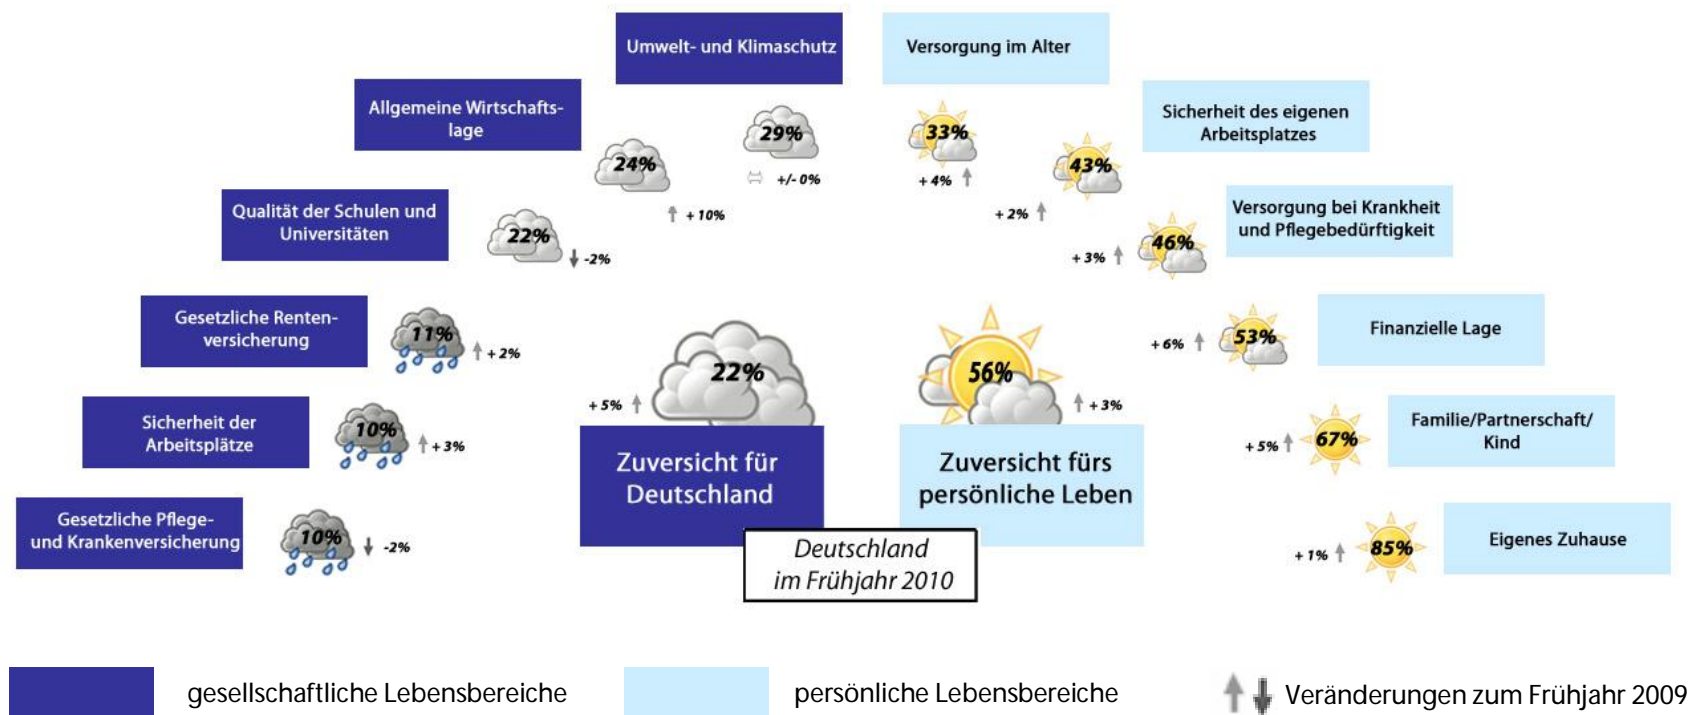 Umwelt- und Klimaschutz
Versorgung im Alter
Allgemeine Wirtschafts-
lage
Sicherheit des eigenen
Arbeitsplatzes
29%
+/- 0%
33%
+ 4%
24%
+ 10%
43%
+ 2%
Qualität der Schulen und
Universitäten
22%
-2%
Versorgung bei Krankheit
und Pflegebedürftigkeit
46%
+ 3%
Gesetzliche Renten-
versicherung
11%
+ 2%
Finanzielle Lage
53%
+ 6%
Sicherheit der
Arbeitsplätze
10%
+ 3%
Familie/Partnerschaft/
Kind
67%
+ 5%
Gesetzliche Pflege-
und Krankenversicherung
10%
-2%
Eigenes Zuhause
85%
+ 1%
22%
+ 5%
Zuversicht für
Deutschland
56%
+ 3%
Zuversicht fürs
persönliche Leben
Deutschland
im Frühjahr 2010
gesellschaftliche Lebensbereiche
persönliche Lebensbereiche
Veränderungen zum Frühjahr 2009